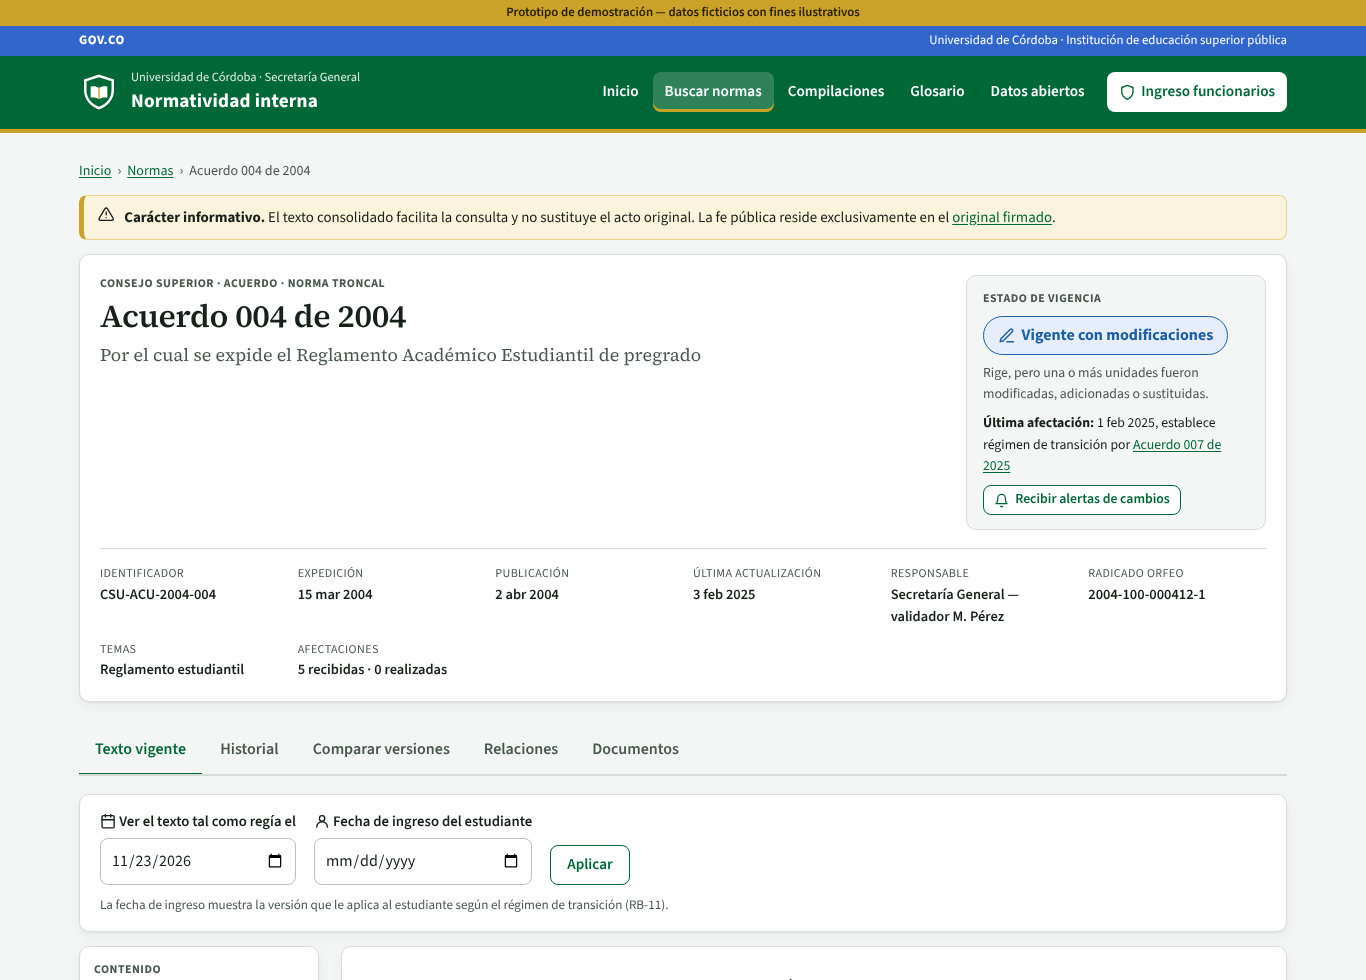 Prototipo de demostración — datos ficticios con fines ilustrativos
GOV.CO
Universidad de Córdoba · Institución de educación superior pública
Universidad de Córdoba · Secretaría General
Normatividad interna
Inicio
Buscar normas
Compilaciones
Glosario
Datos abiertos
Ingreso funcionarios
Inicio › Normas › Acuerdo 004 de 2004
Carácter informativo. El texto consolidado facilita la consulta y no sustituye el acto original. La fe pública reside exclusivamente en el original firmado.
CONSEJO SUPERIOR · ACUERDO · NORMA TRONCAL
Acuerdo 004 de 2004
Por el cual se expide el Reglamento Académico Estudiantil de pregrado
ESTADO DE VIGENCIA
Vigente con modificaciones
Rige, pero una o más unidades fueron
modificadas, adicionadas o sustituidas.
Última afectación: 1 feb 2025, establece
régimen de transición por Acuerdo 007 de
2025
Recibir alertas de cambios
IDENTIFICADOR
CSU-ACU-2004-004
EXPEDICIÓN
15 mar 2004
PUBLICACIÓN
2 abr 2004
ÚLTIMA ACTUALIZACIÓN
3 feb 2025
RESPONSABLE
Secretaría General —
validador M. Pérez
RADICADO ORFEO
2004-100-000412-1
TEMAS
Reglamento estudiantil
AFECTACIONES
5 recibidas · 0 realizadas
Texto vigente
Historial
Comparar versiones
Relaciones
Documentos
Ver el texto tal como regía el
11/23/2026
Fecha de ingreso del estudiante
mm/dd/yyyy
Aplicar
La fecha de ingreso muestra la versión que le aplica al estudiante según el régimen de transición (RB-11).
CONTENIDO